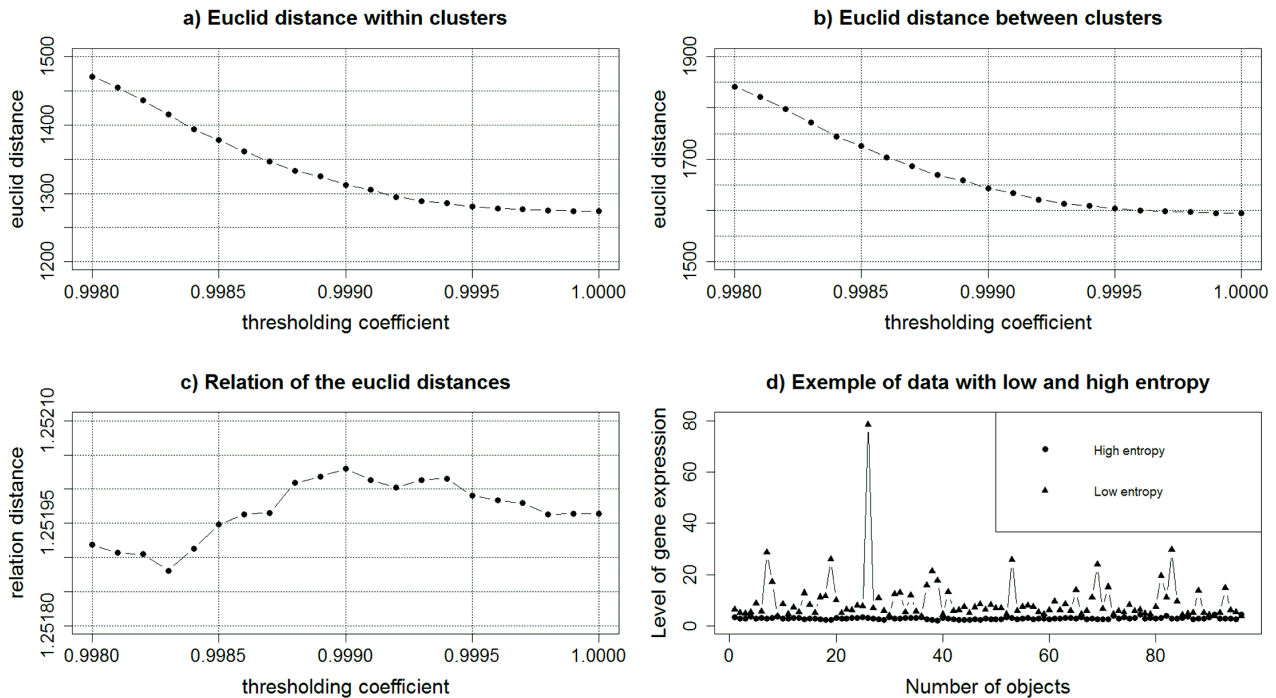 a) Euclid distance within clusters
euclid distance
1200
1300
1400
1500
0.9980
0.9985
0.9990
0.9995
1.0000
thresholding coefficient
b) Euclid distance between clusters
euclid distance
1500
1700
1900
0.9980
0.9985
0.9990
0.9995
1.0000
thresholding coefficient
c) Relation of the euclid distances
relation distance
1.25180
1.25195
1.25210
0.9980
0.9985
0.9990
0.9995
1.0000
thresholding coefficient
d) Exemple of data with low and high entropy
Level of gene expression
0
20
40
60
80
High entropy
Low entropy
0
20
40
60
80
Number of objects